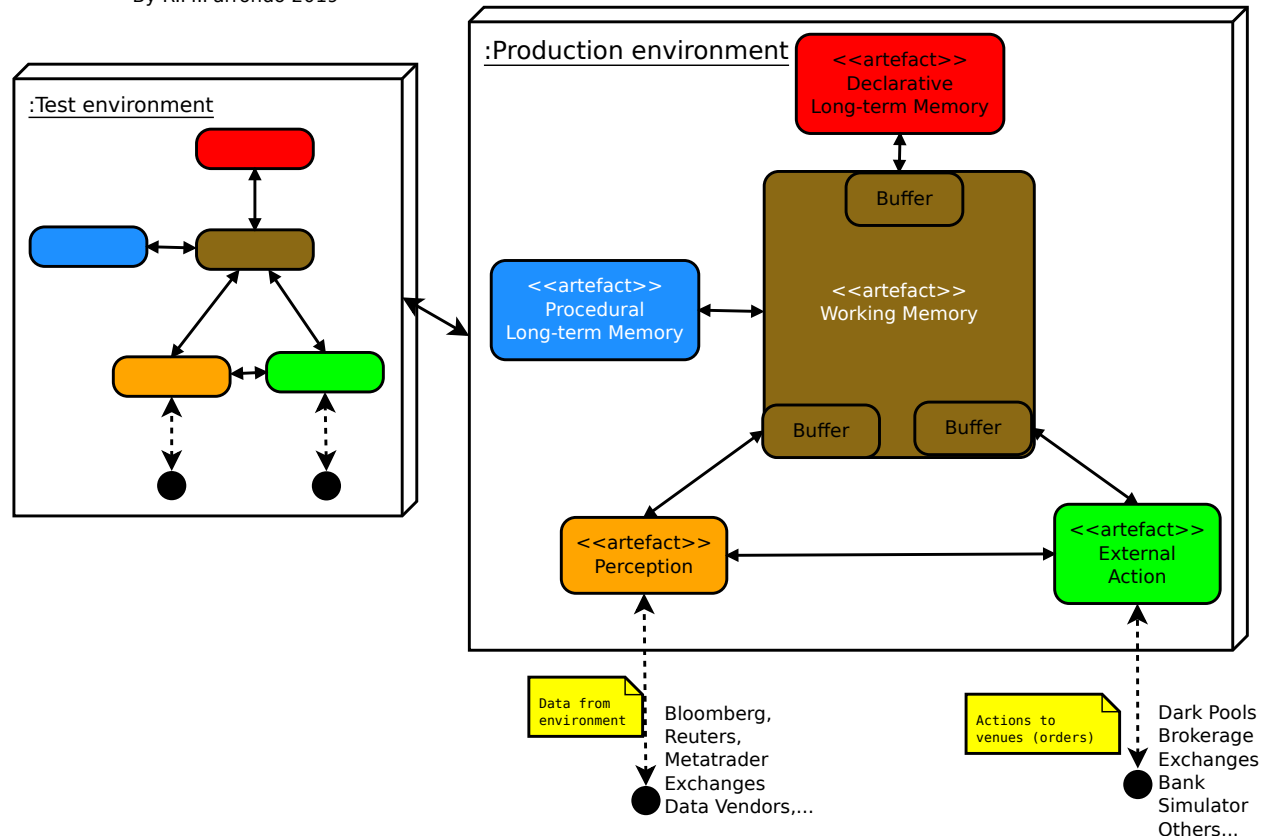 :Production environment
<<artefact>>
Declarative
Long-term Memory
:Test environment
Buffer
<<artefact>>
Procedural
Long-term Memory
<<artefact>>
Working Memory
Buffer
Buffer
<<artefact>>
Perception
<<artefact>>
External
Action
Data from
environment
Bloomberg,
Reuters,
Metatrader
Exchanges
Data Vendors,...
Actions to
venues (orders)
Dark Pools
Brokerage
Exchanges
Bank
Simulator
Others...